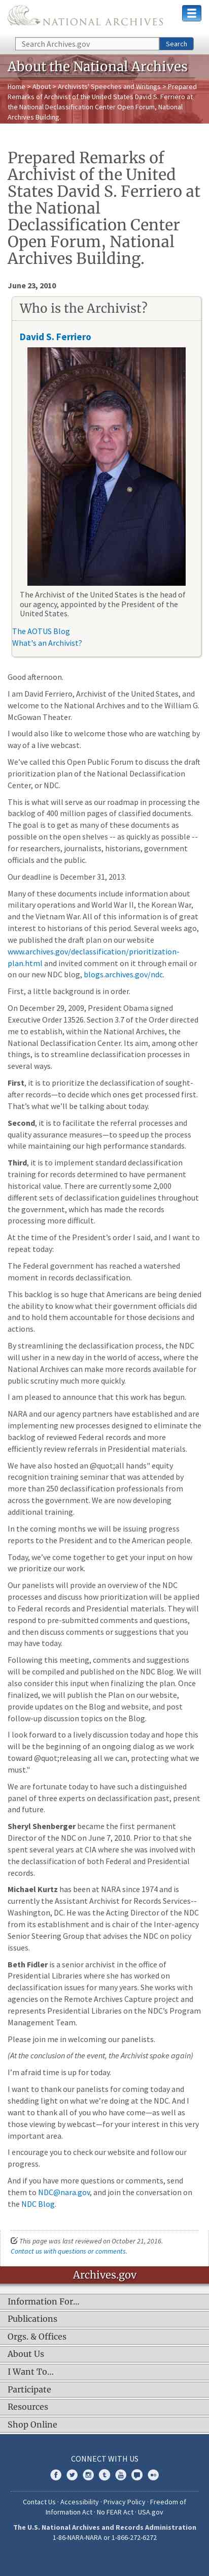 NATIONAL ARCHIVES
Search Archives.gov
Search
About the National Archives
Home > About > Archivists' Speeches and Writings > Prepared
Remarks of Archivist of the United States David S. Ferriero at
the National Declassification Center Open Forum, National
Archives Building.
Prepared Remarks of
Archivist of the United
States David S. Ferriero at
the National
Declassification Center
Open Forum, National
Archives Building.
June 23, 2010
Who is the Archivist?
David S. Ferriero
The Archivist of the United States is the head of
our agency, appointed by the President of the
United States.
The AOTUS Blog
What's an Archivist?
Good afternoon.
I am David Ferriero, Archivist of the United States, and
welcome to the National Archives and to the William G.
McGowan Theater.
I would also like to welcome those who are watching by
way of a live webcast.
We've called this Open Public Forum to discuss the draft
prioritization plan of the National Declassification
Center, or NDC.
This is what will serve as our roadmap in processing the
backlog of 400 million pages of classified documents.
The goal is to get as many of those documents as
possible on the open shelves -- as quickly as possible --
for researchers, journalists, historians, government
officials and the public.
Our deadline is December 31, 2013.
Many of these documents include information about
military operations and World War II, the Korean War,
and the Vietnam War. All of this information is of great
interest to the public and historians. Several weeks ago,
we published the draft plan on our website
www.archives.gov/declassification/prioritization-
plan.html and invited comment on it through email or
on our new NDC blog, blogs.archives.gov/ndc.
First, a little background is in order.
On December 29, 2009, President Obama signed
Executive Order 13526. Section 3.7 of the Order directed
me to establish, within the National Archives, the
National Declassification Center. Its aim, among other
things, was to streamline the declassification process in
several ways.
First, it is to prioritize the declassification of sought-
after records—to decide which ones get processed first.
That's what we'll be talking about today.
Second, it is to facilitate the referral processes and
quality assurance measures—to speed up the process
while maintaining our high performance standards.
Third, it is to implement standard declassification
training for records determined to have permanent
historical value. There are currently some 2,000
different sets of declassification guidelines throughout
the government, which makes the records
processing more difficult.
At the time of the President's order I said, and I want to
repeat today:
The Federal government has reached a watershed
moment in records declassification.
This backlog is so huge that Americans are being denied
the ability to know what their government officials did
and to hold them accountable for those decisions and
actions.
By streamlining the declassification process, the NDC
will usher in a new day in the world of access, where the
National Archives can make more records available for
public scrutiny much more quickly.
I am pleased to announce that this work has begun.
NARA and our agency partners have established and are
implementing new processes designed to eliminate the
backlog of reviewed Federal records and more
efficiently review referrals in Presidential materials.
We have also hosted an @quot;all hands" equity
recognition training seminar that was attended by more
than 250 declassification professionals from across the
government. We are now developing
additional training.
In the coming months we will be issuing progress
reports to the President and to the American people.
Today, we've come together to get your input on how
we prioritize our work.
Our panelists will provide an overview of the NDC
processes and discuss how prioritization will be applied
to Federal records and Presidential materials. They will
respond to pre-submitted comments and questions,
and then discuss comments or suggestions that you
may have today.
Following this meeting, comments and suggestions
will be compiled and published on the NDC Blog. We will
also consider this input when finalizing the plan. Once
finalized, we will publish the Plan on our website,
provide updates on the Blog and website, and post
follow-up discussion topics on the Blog.
I look forward to a lively discussion today and hope this
will be the beginning of an ongoing dialog as we work
toward @quot;releasing all we can, protecting what we
must."
We are fortunate today to have such a distinguished
panel of three experts on declassification past, present
and future.
Sheryl Shenberger became the first permanent
Director of the NDC on June 7, 2010. Prior to that she
spent several years at CIA where she was involved with
the declassification of both Federal and Presidential
records.
Michael Kurtz has been at NARA since 1974 and is
currently the Assistant Archivist for Records Services--
Washington, DC. He was the Acting Director of the NDC
from its establishment and is chair of the Inter-agency
Senior Steering Group that advises the NDC on policy
issues.
Beth Fidler is a senior archivist in the office of
Presidential Libraries where she has worked on
declassification issues for many years. She works with
agencies on the Remote Archives Capture project and
represents Presidential Libraries on the NDC's Program
Management Team.
Please join me in welcoming our panelists.
(At the conclusion of the event, the Archivist spoke again)
I'm afraid time is up for today.
I want to thank our panelists for coming today and
shedding light on what we're doing at the NDC. And I
want to thank all of you for coming--as well as those
viewing by webcast—for your interest in this important
area.
I encourage you to check our website and follow our
progress.
And if you have more questions or comments, send
them to NDC@nara.gov, and join the conversation on
the NDC Blog.
This page was last reviewed on October 21, 2016.
Contact us with questions or comments.
Archives.gov
Information For...
Publications
Orgs. & Offices
About Us
I Want To...
Participate
Resources
Shop Online
CONNECT WITH US
Contact Us · Accessibility · Privacy Policy · Freedom of
Information Act · No FEAR Act · USA.gov
The U.S. National Archives and Records Administration
1-86-NARA-NARA or 1-866-272-6272